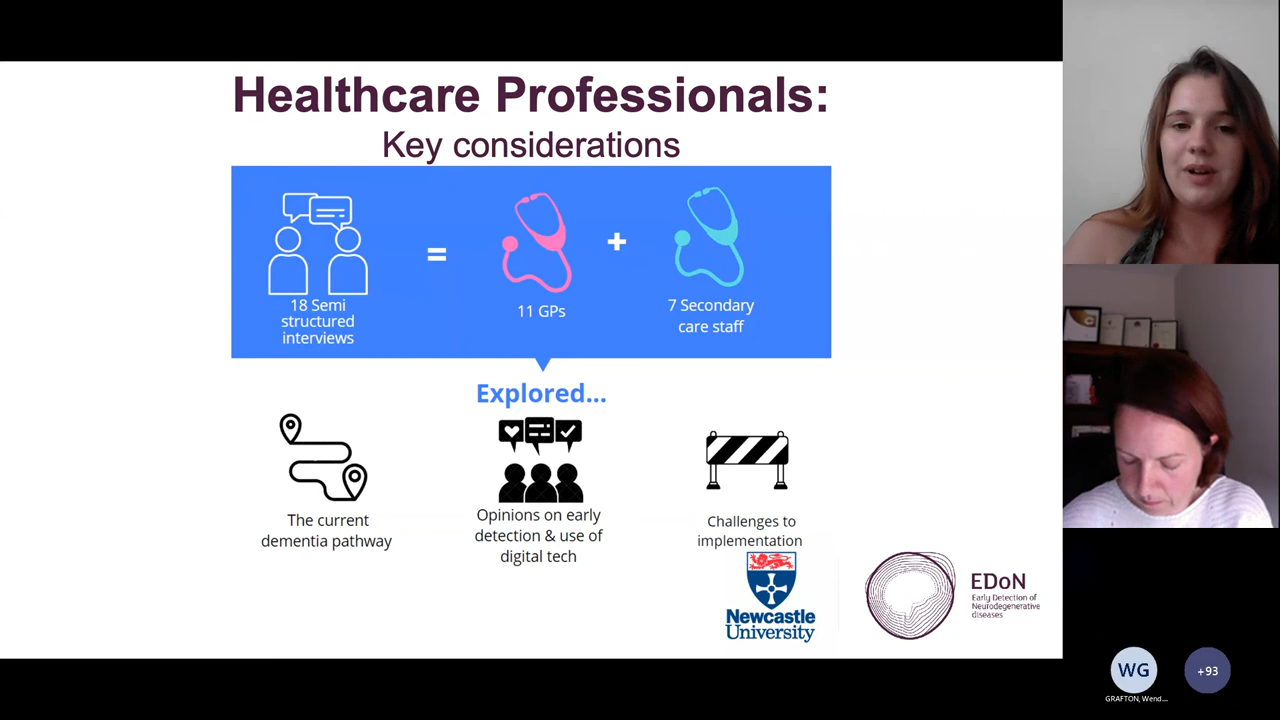 Healthcare Professionals:
Key considerations
18 Semi
structured
interviews
=
11 GPs
+
7 Secondary
care staff
Explored...
The current
dementia pathway
Opinions on early
detection & use of
digital tech
Challenges to
implementation
Newcastle
University
EDoN
Early Detection of
Neurodegenerative
diseases
WG
+93
GRAFTON, Wend...